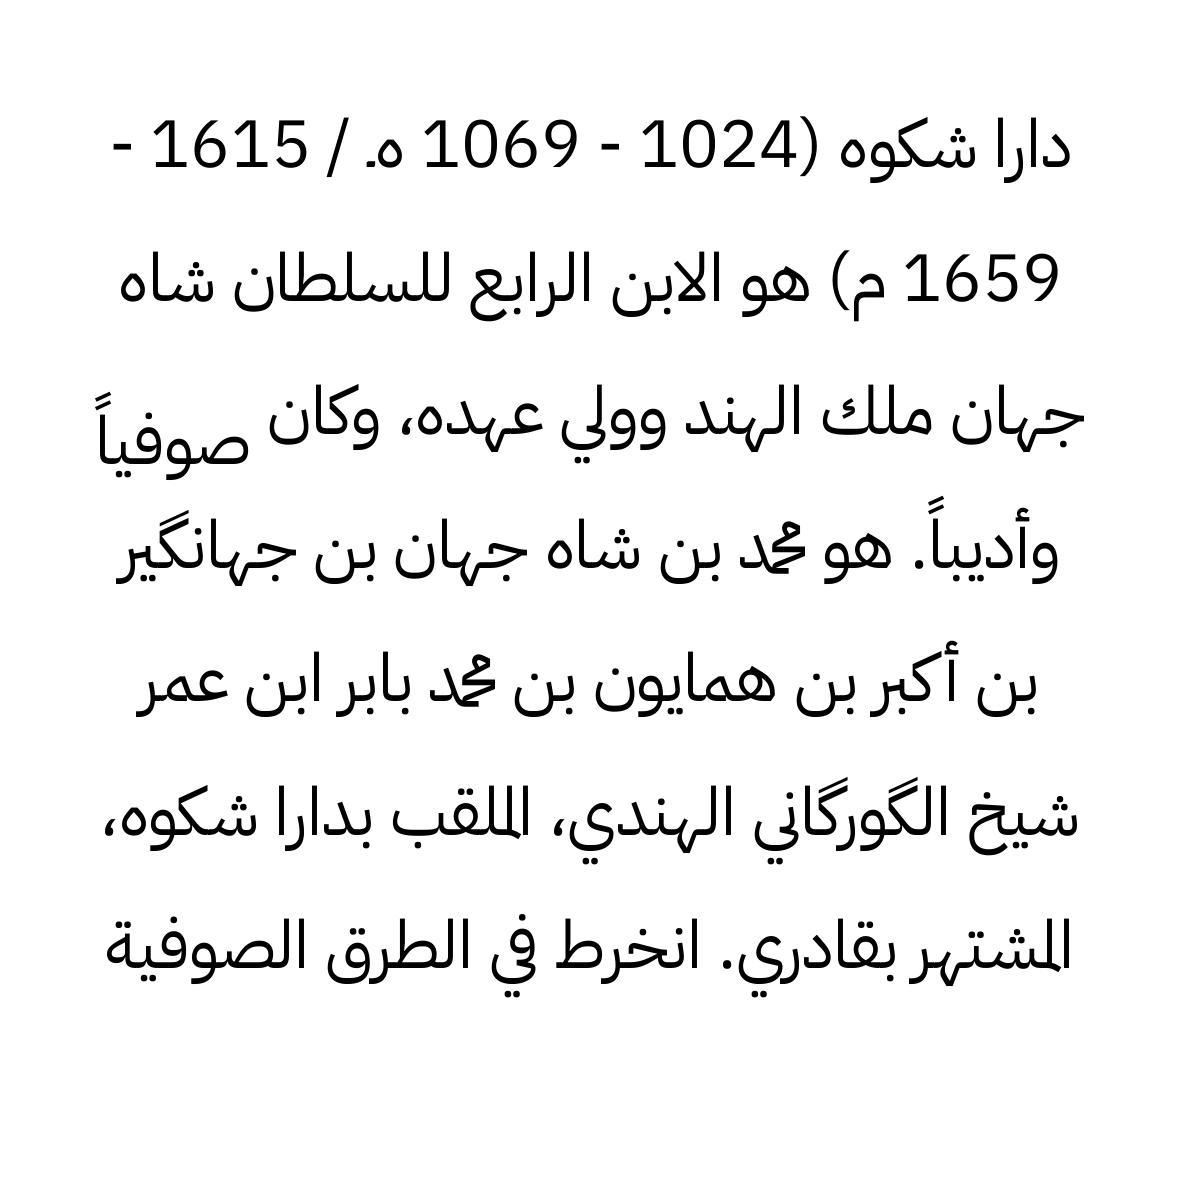 دارا شكوه (1024 - 1069 هـ / 1615 -
1659 م) هو الابن الرابع للسلطان شاه
جهان ملك الهند وولي عهده، وكان صوفياً
وأديباً. هو محمد بن شاه جهان بن جهانگير
بن أكبر بن همايون بن محمد بابر ابن عمر
شيخ الگورگاني الهندي، الملقب بدارا شكوه،
المشتهر بقادري. انخرط في الطرق الصوفية